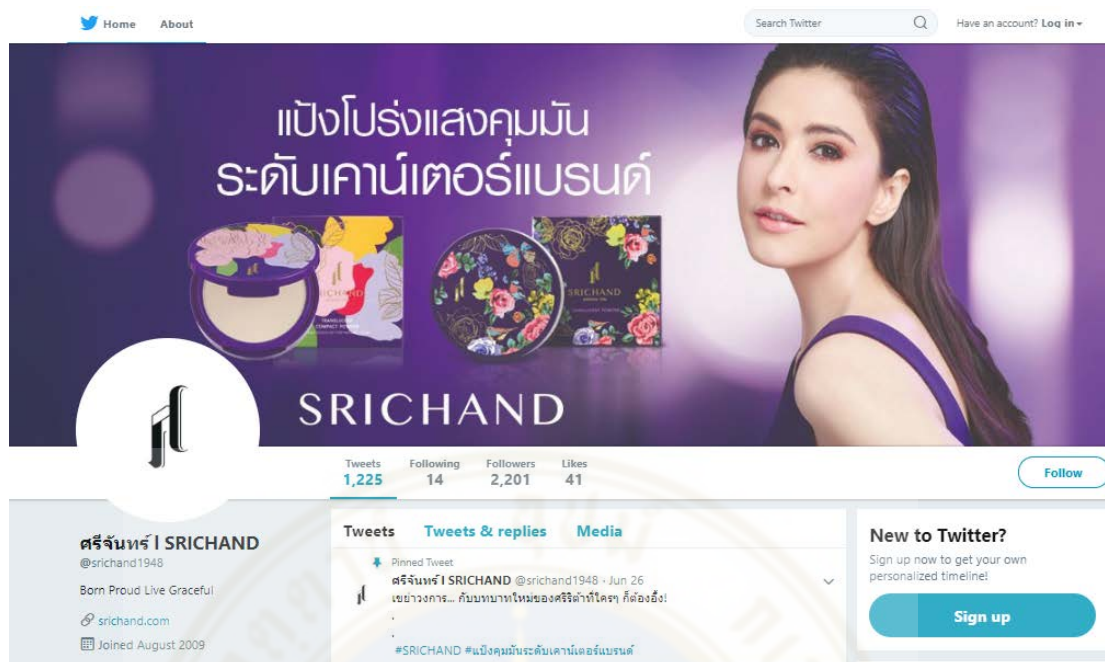 Home About
Search Twitter
Have an account? Log in
แป้งโปร่งแสงคุมมัน
ระดับเคาน์เตอร์แบรนด์
SRICHAND
TRANSLUCENT
COMPACT POWDER
SRICHAND
SRICHAND
Tweets Following Followers Likes
1,225 14 2,201 41
Follow
ศรีจันทร์ l SRICHAND
@srichand1948
Born Proud Live Graceful
srichand.com
Joined August 2009
Tweets Tweets & replies Media
Pinned Tweet
ศรีจันทร์ l SRICHAND @srichand1948 · Jun 26
เขย่าวงการ... กับบทบาทใหม่ของศรีริต้าที่ใครๆ ก็ต้องอึ้ง!
.
.
#SRICHAND #แป้งคุมมันระดับเคาน์เตอร์แบรนด์
New to Twitter?
Sign up now to get your own
personalized timeline!
Sign up